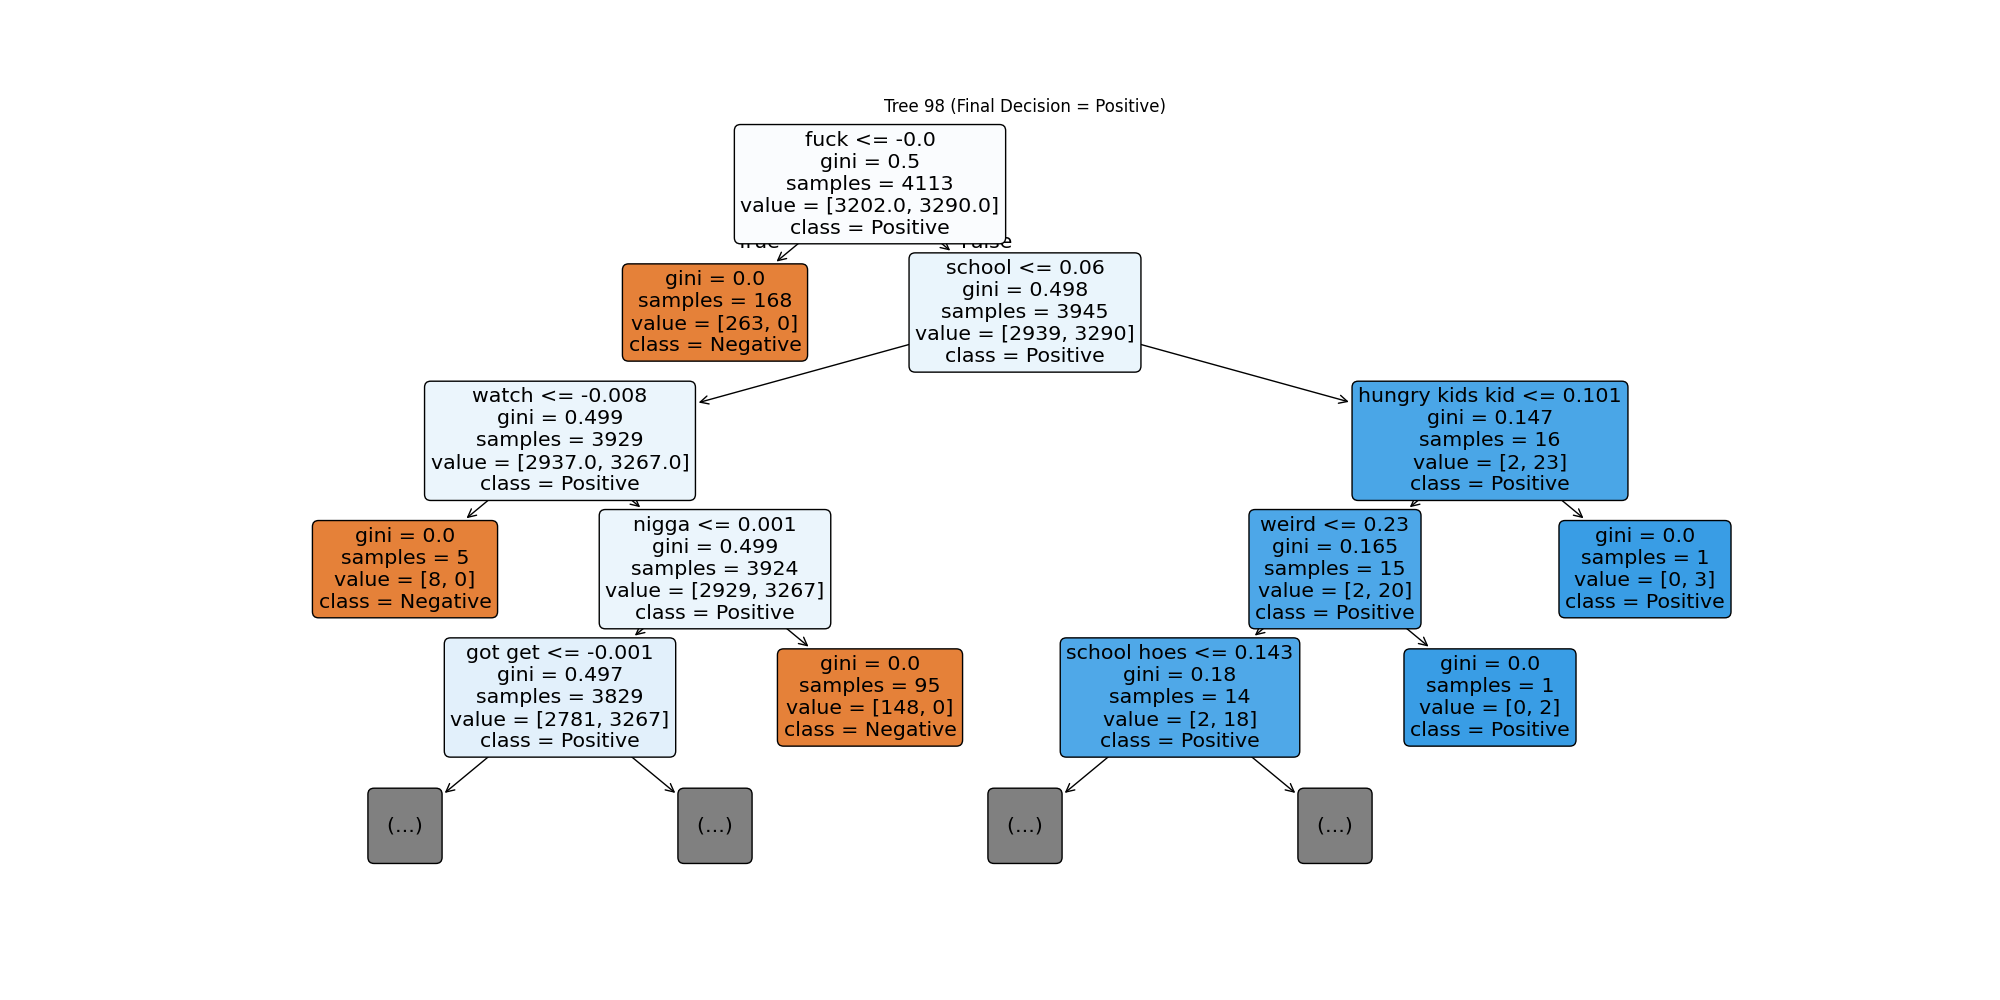 Tree 98 (Final Decision = Positive)
fuck <= -0.0
gini = 0.5
samples = 4113
value = [3202.0, 3290.0]
class = Positive
True
False
gini = 0.0
samples = 168
value = [263, 0]
class = Negative
school <= 0.06
gini = 0.498
samples = 3945
value = [2939, 3290]
class = Positive
watch <= -0.008
gini = 0.499
samples = 3929
value = [2937.0, 3267.0]
class = Positive
hungry kids kid <= 0.101
gini = 0.147
samples = 16
value = [2, 23]
class = Positive
gini = 0.0
samples = 5
value = [8, 0]
class = Negative
nigga <= 0.001
gini = 0.499
samples = 3924
value = [2929, 3267]
class = Positive
weird <= 0.23
gini = 0.165
samples = 15
value = [2, 20]
class = Positive
gini = 0.0
samples = 1
value = [0, 3]
class = Positive
got get <= -0.001
gini = 0.497
samples = 3829
value = [2781, 3267]
class = Positive
gini = 0.0
samples = 95
value = [148, 0]
class = Negative
school hoes <= 0.143
gini = 0.18
samples = 14
value = [2, 18]
class = Positive
gini = 0.0
samples = 1
value = [0, 2]
class = Positive
(...)
(...)
(...)
(...)